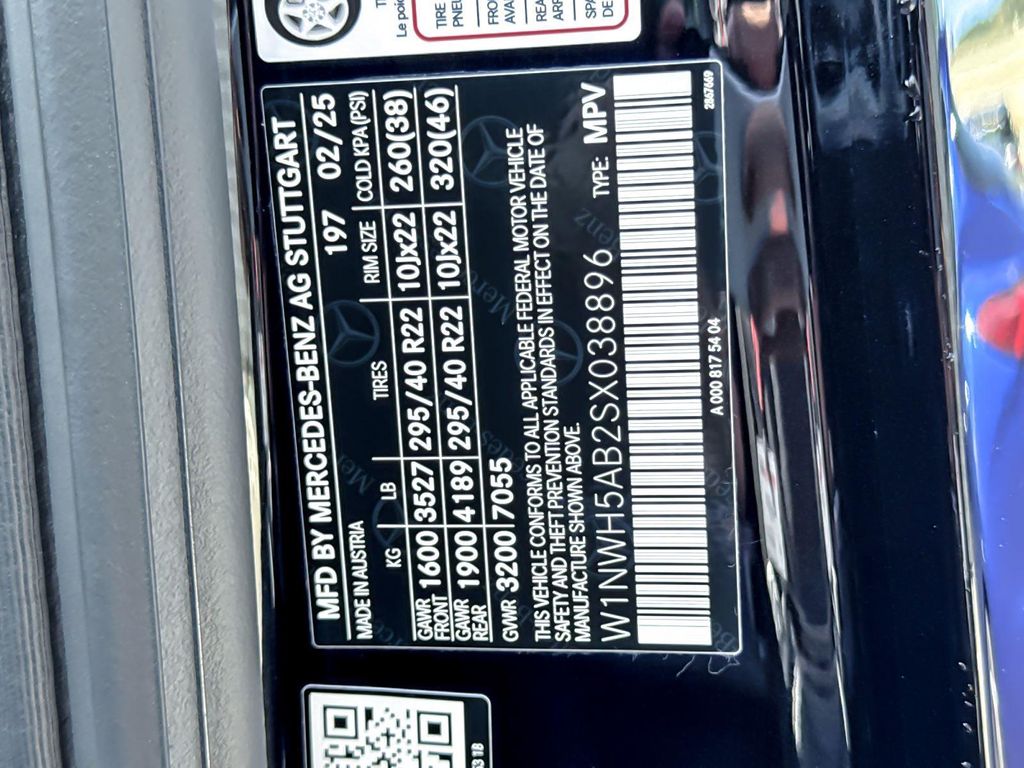 MFD BY MERCEDES-BENZ AG STUTTGART
MADE IN AUSTRIA 197 02/25
KG LB TIRES RIM SIZE COLD KPA (PSI)
GAWR FRONT 1600 3527 295/40 R22 10Jx22 260(38)
GAWR REAR 1900 4189 295/40 R22 10Jx22 320(46)
GVWR 3200 7055
THIS VEHICLE CONFORMS TO ALL APPLICABLE FEDERAL MOTOR VEHICLE
SAFETY AND THEFT PREVENTION STANDARDS IN EFFECT ON THE DATE OF
MANUFACTURE SHOWN ABOVE.
W1NWH5AB2SX038896 TYPE: MPV
A 000 817 54 04 2867669
Le
TIRE